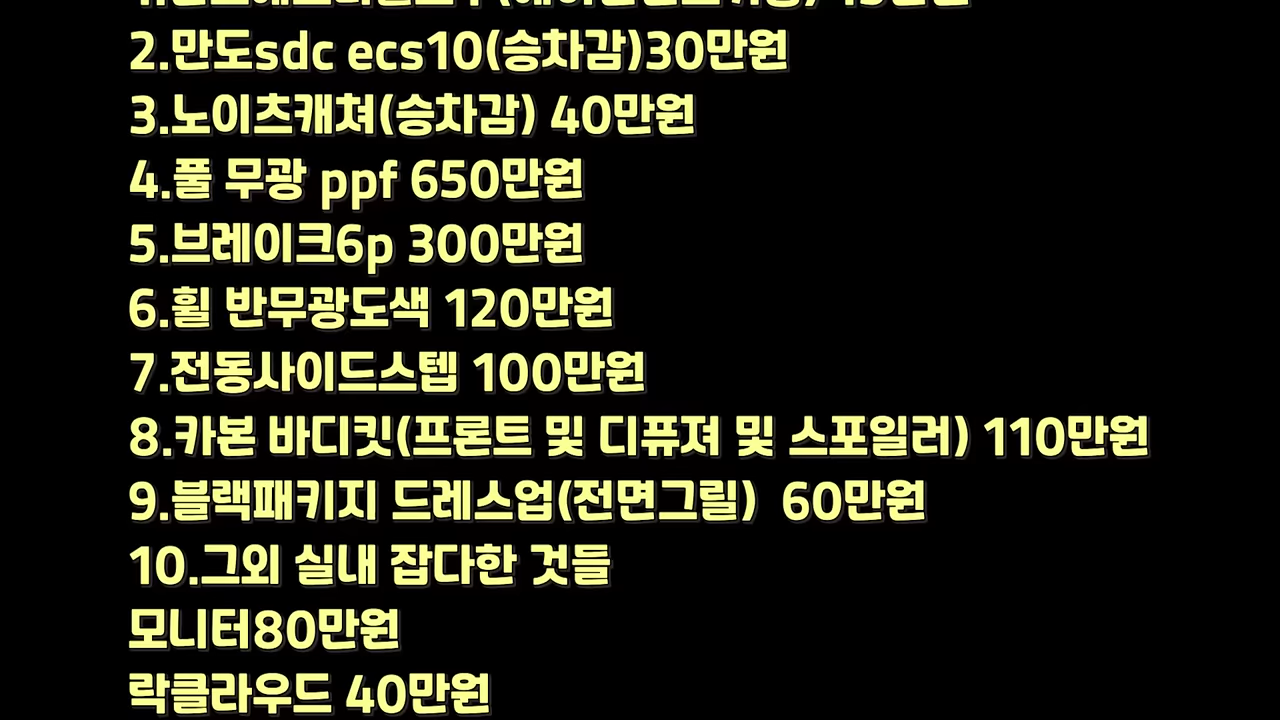 2.만도sdc ecs10(승차감)30만원
3.노이츠캐쳐(승차감) 40만원
4.풀 무광 ppf 650만원
5.브레이크6p 300만원
6.휠 반무광도색 120만원
7.전동사이드스텝 100만원
8.카본 바디킷(프론트 및 디퓨져 및 스포일러) 110만원
9.블랙패키지 드레스업(전면그릴) 60만원
10.그외 실내 잡다한 것들
모니터80만원
락클라우드 40만원